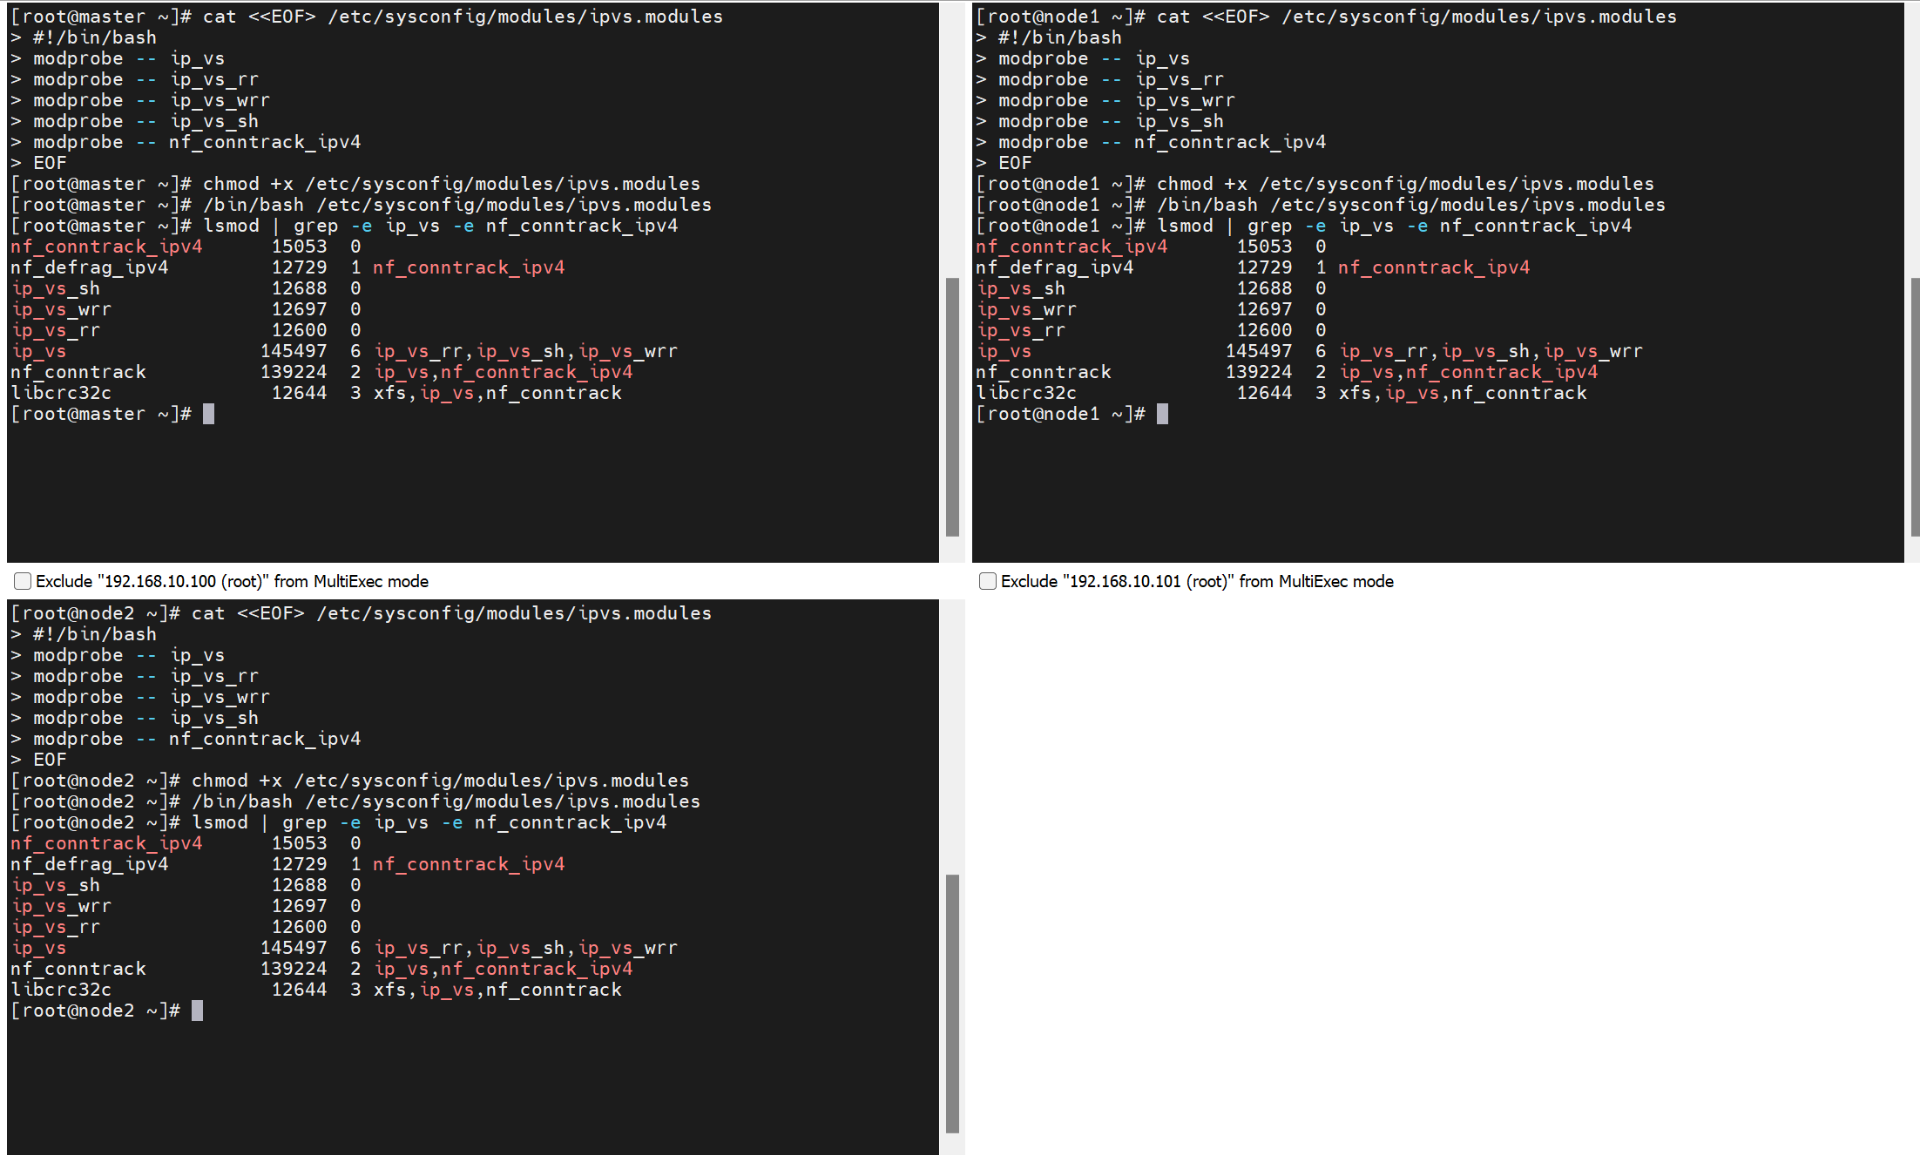 [root@master ~]# cat <<EOF> /etc/sysconfig/modules/ipvs.modules
> #!/bin/bash
> modprobe -- ip_vs
> modprobe -- ip_vs_rr
> modprobe -- ip_vs_wrr
> modprobe -- ip_vs_sh
> modprobe -- nf_conntrack_ipv4
> EOF
[root@master ~]# chmod +x /etc/sysconfig/modules/ipvs.modules
[root@master ~]# /bin/bash /etc/sysconfig/modules/ipvs.modules
[root@master ~]# lsmod | grep -e ip_vs -e nf_conntrack_ipv4
nf_conntrack_ipv4      15053  0
nf_defrag_ipv4         12729  1 nf_conntrack_ipv4
ip_vs_sh               12688  0
ip_vs_wrr              12697  0
ip_vs_rr               12600  0
ip_vs                 145497  6 ip_vs_rr,ip_vs_sh,ip_vs_wrr
nf_conntrack          139224  2 ip_vs,nf_conntrack_ipv4
libcrc32c              12644  3 xfs,ip_vs,nf_conntrack
[root@master ~]#
Exclude "192.168.10.100 (root)" from MultiExec mode
[root@node1 ~]# cat <<EOF> /etc/sysconfig/modules/ipvs.modules
> #!/bin/bash
> modprobe -- ip_vs
> modprobe -- ip_vs_rr
> modprobe -- ip_vs_wrr
> modprobe -- ip_vs_sh
> modprobe -- nf_conntrack_ipv4
> EOF
[root@node1 ~]# chmod +x /etc/sysconfig/modules/ipvs.modules
[root@node1 ~]# /bin/bash /etc/sysconfig/modules/ipvs.modules
[root@node1 ~]# lsmod | grep -e ip_vs -e nf_conntrack_ipv4
nf_conntrack_ipv4      15053  0
nf_defrag_ipv4         12729  1 nf_conntrack_ipv4
ip_vs_sh               12688  0
ip_vs_wrr              12697  0
ip_vs_rr               12600  0
ip_vs                 145497  6 ip_vs_rr,ip_vs_sh,ip_vs_wrr
nf_conntrack          139224  2 ip_vs,nf_conntrack_ipv4
libcrc32c              12644  3 xfs,ip_vs,nf_conntrack
[root@node1 ~]#
Exclude "192.168.10.101 (root)" from MultiExec mode
[root@node2 ~]# cat <<EOF> /etc/sysconfig/modules/ipvs.modules
> #!/bin/bash
> modprobe -- ip_vs
> modprobe -- ip_vs_rr
> modprobe -- ip_vs_wrr
> modprobe -- ip_vs_sh
> modprobe -- nf_conntrack_ipv4
> EOF
[root@node2 ~]# chmod +x /etc/sysconfig/modules/ipvs.modules
[root@node2 ~]# /bin/bash /etc/sysconfig/modules/ipvs.modules
[root@node2 ~]# lsmod | grep -e ip_vs -e nf_conntrack_ipv4
nf_conntrack_ipv4      15053  0
nf_defrag_ipv4         12729  1 nf_conntrack_ipv4
ip_vs_sh               12688  0
ip_vs_wrr              12697  0
ip_vs_rr               12600  0
ip_vs                 145497  6 ip_vs_rr,ip_vs_sh,ip_vs_wrr
nf_conntrack          139224  2 ip_vs,nf_conntrack_ipv4
libcrc32c              12644  3 xfs,ip_vs,nf_conntrack
[root@node2 ~]#